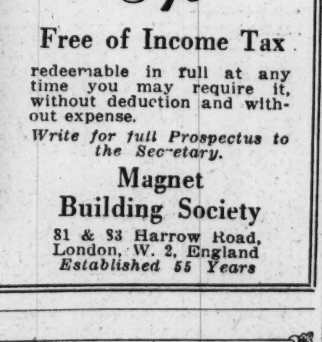 Free of Income Tax
redeemable in full at any
time you may require it,
without deduction and with-
out expense.
Write for full Prospectus to
the Secretary.
Magnet
Building Society
81 & 83 Harrow Road,
London, W. 2, England
Established 55 Years